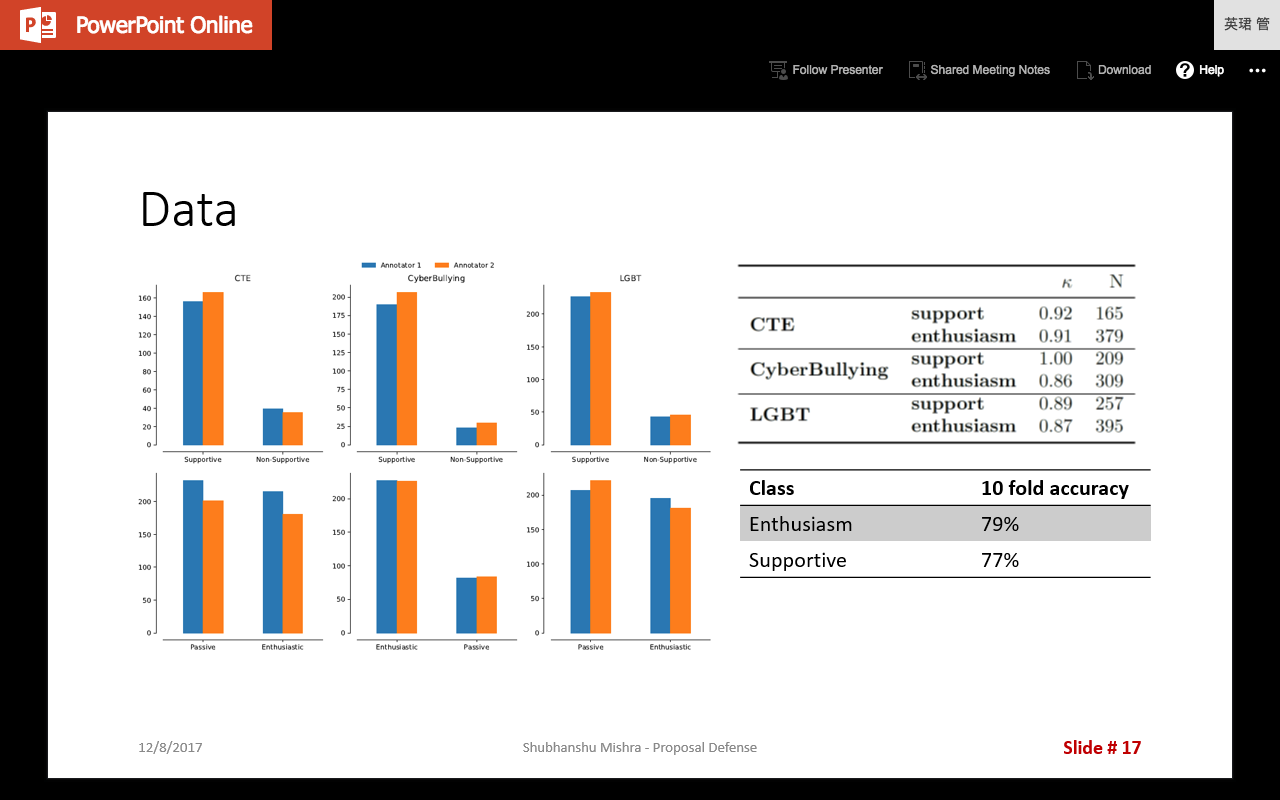 PowerPoint Online
英珺 管
Follow Presenter
Shared Meeting Notes
Download
Help
Data
Annotator 1 Annotator 2
CTE
160
140
120
100
80
60
40
20
0
Supportive Non-Supportive
CyberBullying
200
175
150
125
100
75
50
25
0
Supportive Non-Supportive
LGBT
200
150
100
50
0
Supportive Non-Supportive
200
150
100
50
0
Passive Enthusiastic
200
150
100
50
0
Enthusiastic Passive
200
150
100
50
0
Passive Enthusiastic
κ N
CTE support 0.92 165
enthusiasm 0.91 379
CyberBullying support 1.00 209
enthusiasm 0.86 309
LGBT support 0.89 257
enthusiasm 0.87 395
Class 10 fold accuracy
Enthusiasm 79%
Supportive 77%
12/8/2017
Shubhanshu Mishra - Proposal Defense
Slide # 17